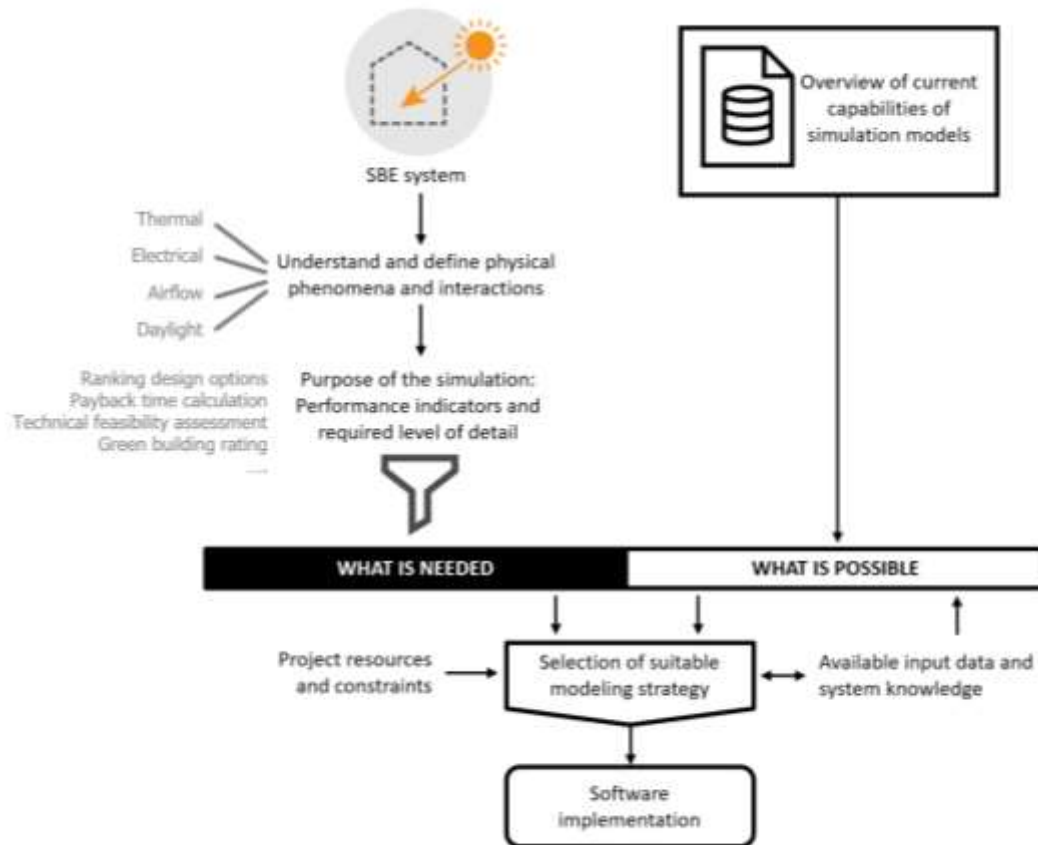 SBE system
Overview of current
capabilities of
simulation models
Thermal
Electrical
Airflow
Daylight
Understand and define physical
phenomena and interactions
Ranking design options
Payback time calculation
Technical feasibility assessment
Green building rating
....
Purpose of the simulation:
Performance indicators and
required level of detail
WHAT IS NEEDED
WHAT IS POSSIBLE
Project resources
and constraints
Selection of suitable
modeling strategy
Available input data and
system knowledge
Software
implementation